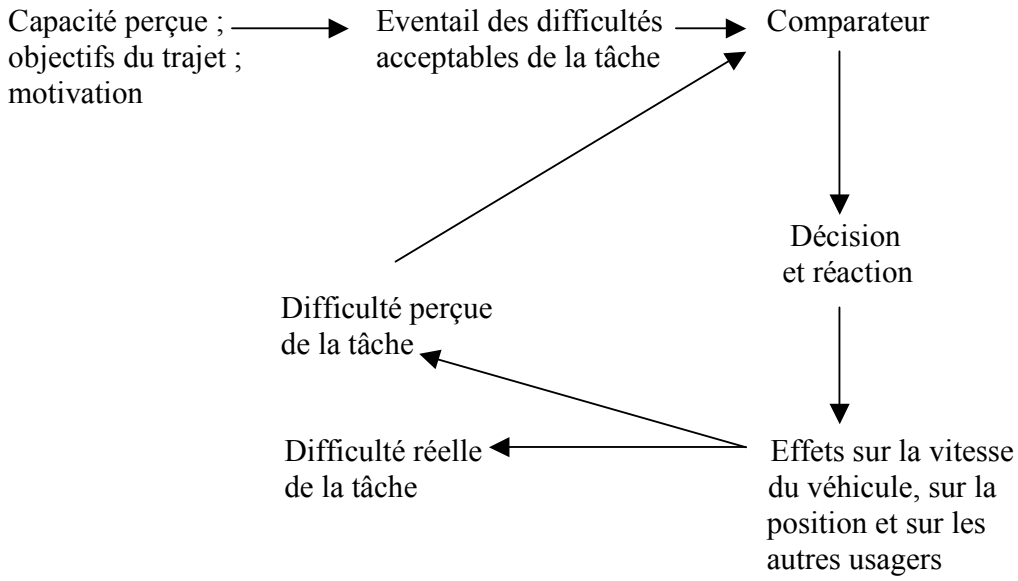 Capacité perçue ;
objectifs du trajet ;
motivation
Eventail des difficultés
acceptables de la tâche
Comparateur
Décision
et réaction
Difficulté perçue
de la tâche
Difficulté réelle
de la tâche
Effets sur la vitesse
du véhicule, sur la
position et sur les
autres usagers